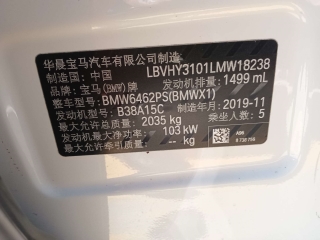 华晨宝马汽车有限公司制造
制造国：中国 LBVHY3101LMW18238
品牌：宝马(BMW)牌 发动机排量：1499 mL
整车型号：BMW6462PS(BMWX1)
发动机型号：B38A15C 制造年月：2019-11
最大允许总质量：2035 kg 乘坐人数：5
发动机最大净功率：103 kW
最大允许牵引质量：-- kg A96